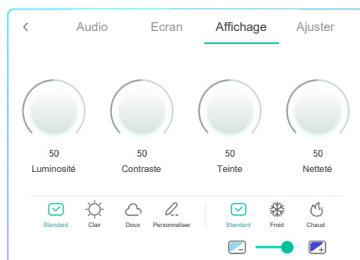 Audio Ecran Affichage Ajuster
50 50 50 50
Luminosité Contraste Teinte Netteté
Standard Clair Doux Personnaliser Standard Froid Chaud